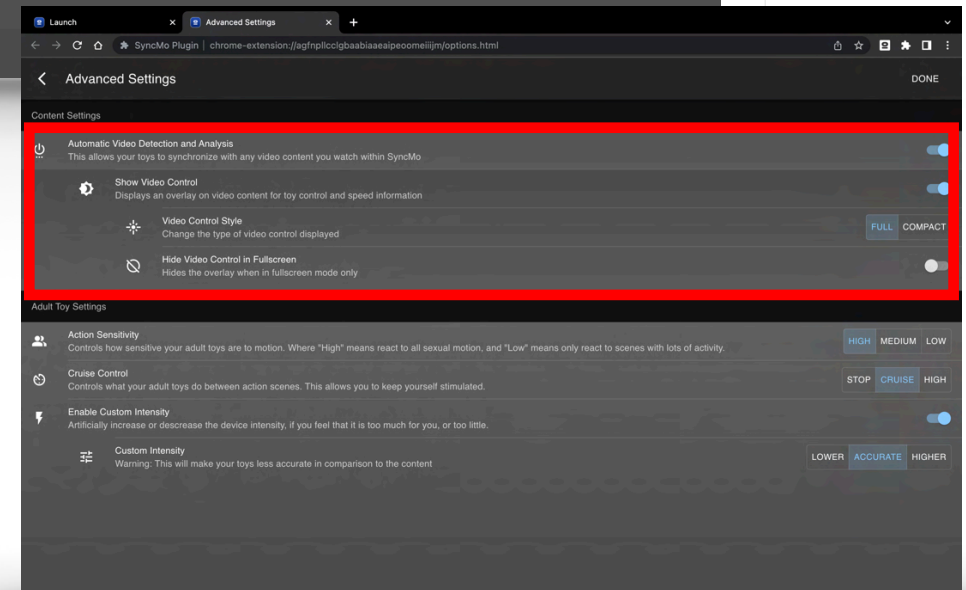 Launch
Advanced Settings
SyncMo Plugin | chrome-extension://agfnpllcclgbaabiaaeaipeoomeiiijm/options.html
Advanced Settings
DONE
Content Settings
Automatic Video Detection and Analysis
This allows your toys to synchronize with any video content you watch within SyncMo
Show Video Control
Displays an overlay on video content for toy control and speed information
Video Control Style
Change the type of video control displayed
FULL COMPACT
Hide Video Control in Fullscreen
Hides the overlay when in fullscreen mode only
Adult Toy Settings
Action Sensitivity
Controls how sensitive your adult toys are to motion. Where "High" means react to all sexual motion, and "Low" means only react to scenes with lots of activity.
HIGH MEDIUM LOW
Cruise Control
Controls what your adult toys do between action scenes. This allows you to keep yourself stimulated.
STOP CRUISE HIGH
Enable Custom Intensity
Artificially increase or descrease the device intensity, if you feel that it is too much for you, or too little.
Custom Intensity
Warning: This will make your toys less accurate in comparison to the content
LOWER ACCURATE HIGHER